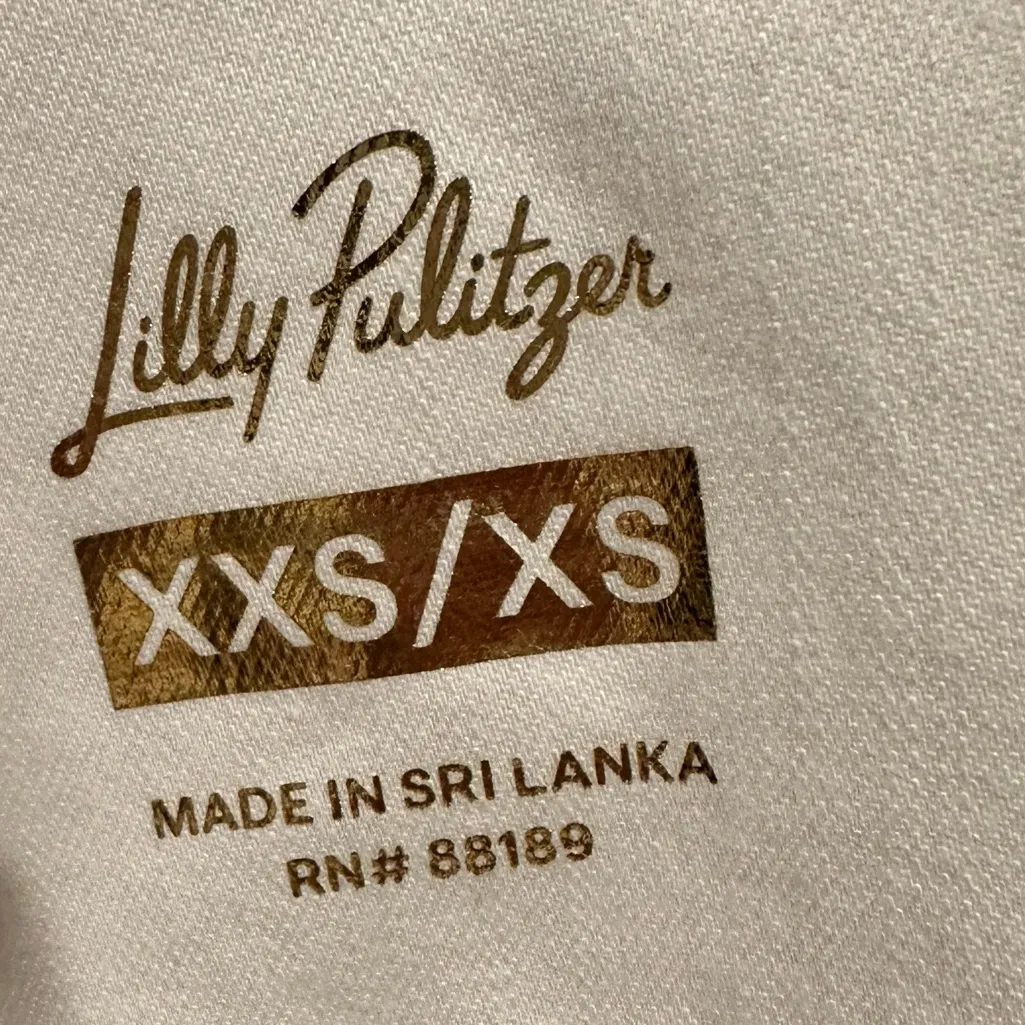 Lilly Pulitzer
XXS/XS
MADE IN SRI LANKA
RN# 88189